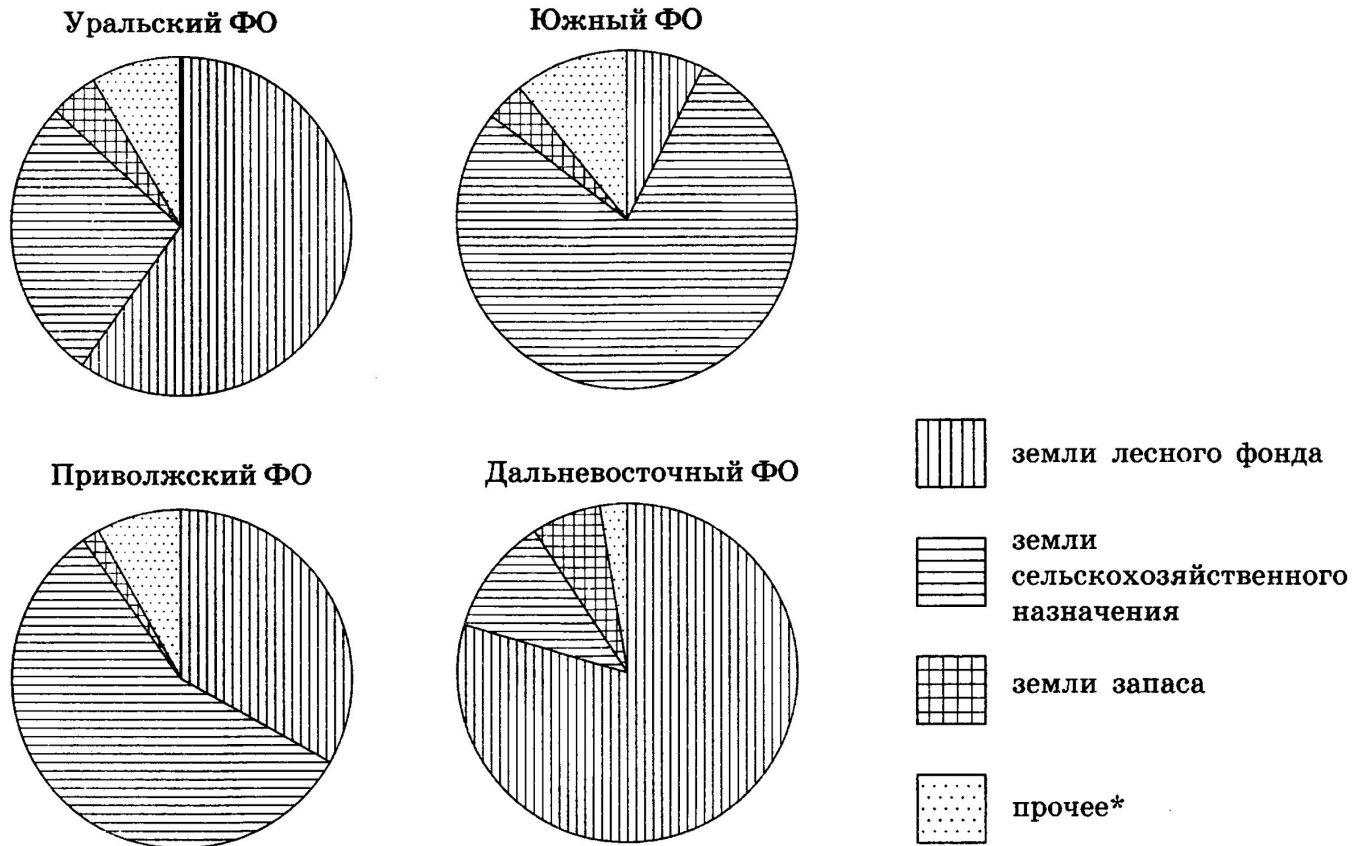 Уральский ФО
Южный ФО
Приволжский ФО
Дальневосточный ФО
земли лесного фонда
земли
сельскохозяйственного
назначения
земли запаса
прочее*